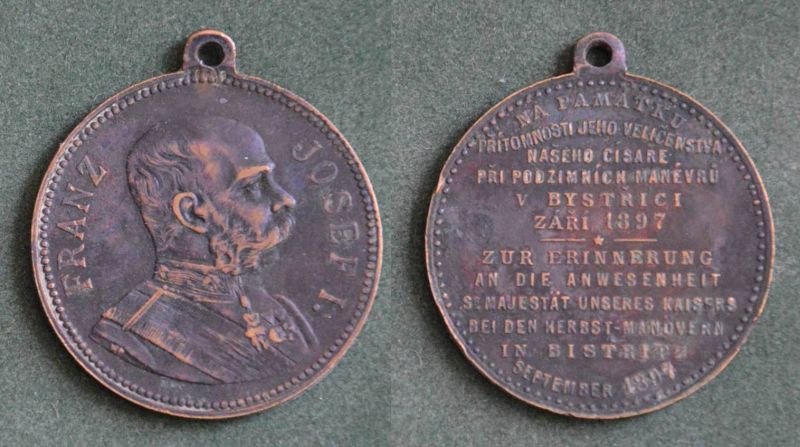 FRANZ JOSEF I.
NA PAMÁTKU
PŘÍTOMNOSTI JEHO VELIČENSTVA
NAŠEHO CÍSAŘE
PŘI PODZIMNÍCH MANÉVRŮ
V BYSTŘICI
ZÁŘÍ 1897
ZUR ERINNERUNG
AN DIE ANWESENHEIT
SR MAJESTÄT UNSERES KAISERS
BEI DEN HERBST-MANÖVERN
IN BISTRITZ
SEPTEMBER 1897